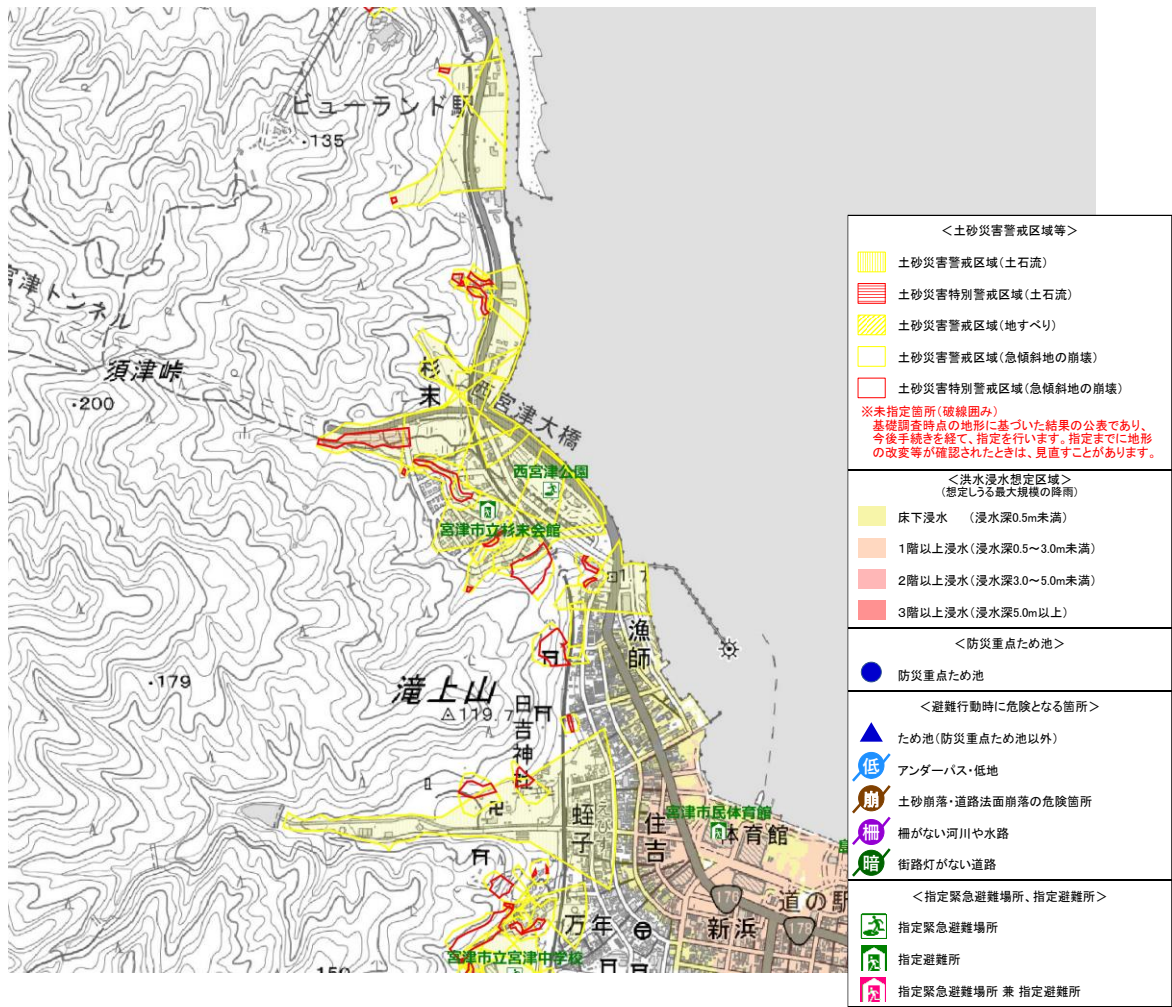 ビューランド駅
・135
宮津トンネル
須津峠
・200
杉末
西宮津大橋
西宮津公園
宮津市立杉末会館
1.7
漁師
・179
滝上山
119.7
日吉神社
蛭子
えびす
住吉
宮津市民体育館
体育館
178
道の駅
178
新浜
万年
宮津市立宮津中学校
150
＜土砂災害警戒区域等＞
土砂災害警戒区域(土石流)
土砂災害特別警戒区域(土石流)
土砂災害警戒区域(地すべり)
土砂災害警戒区域(急傾斜地の崩壊)
土砂災害特別警戒区域(急傾斜地の崩壊)
※未指定箇所(破線囲み)
基礎調査時点の地形に基づいた結果の公表であり、
今後手続きを経て、指定を行います。指定までに地形
の改変等が確認されたときは、見直すことがあります。
＜洪水浸水想定区域＞
(想定しうる最大規模の降雨)
床下浸水　(浸水深0.5m未満)
1階以上浸水(浸水深0.5～3.0m未満)
2階以上浸水(浸水深3.0～5.0m未満)
3階以上浸水(浸水深5.0m以上)
＜防災重点ため池＞
防災重点ため池
＜避難行動時に危険となる箇所＞
ため池(防災重点ため池以外)
低 アンダーパス・低地
崩 土砂崩落・道路法面崩落の危険箇所
柵 柵がない河川や水路
暗 街路灯がない道路
＜指定緊急避難場所、指定避難所＞
指定緊急避難場所
指定避難所
指定緊急避難場所 兼 指定避難所